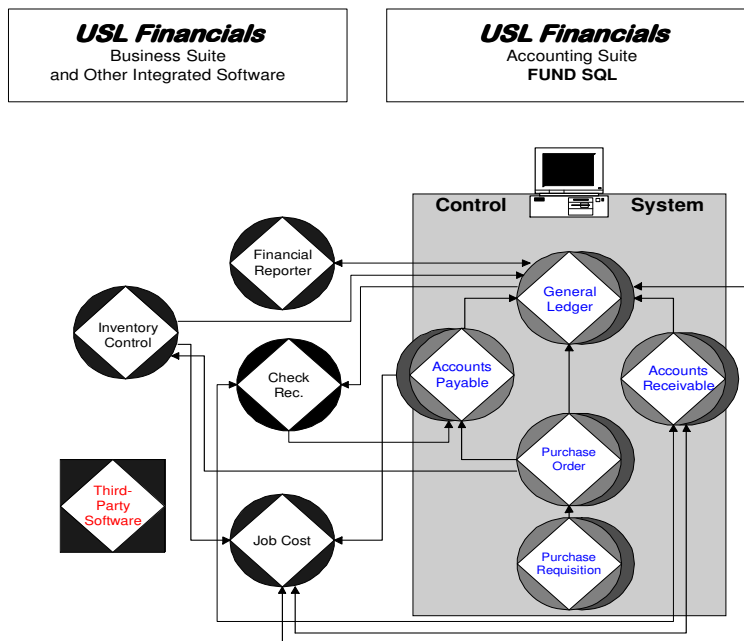 USL Financials
Business Suite
and Other Integrated Software
USL Financials
Accounting Suite
FUND SQL
Control System
Financial
Reporter
General
Ledger
Inventory
Control
Check
Rec.
Accounts
Payable
Accounts
Receivable
Purchase
Order
Third-
Party
Software
Job Cost
Purchase
Requisition